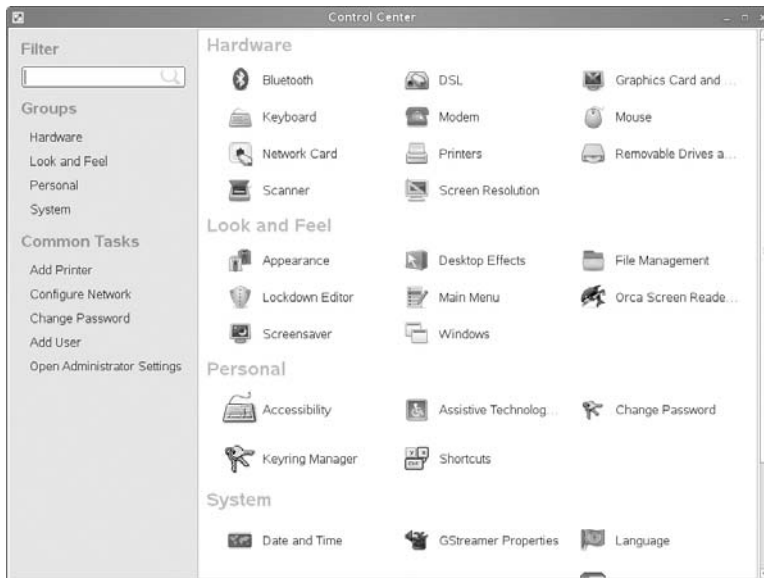 Control Center
Filter
Groups
Hardware
Look and Feel
Personal
System
Common Tasks
Add Printer
Configure Network
Change Password
Add User
Open Administrator Settings
Hardware
Bluetooth
DSL
Graphics Card and ...
Keyboard
Modem
Mouse
Network Card
Printers
Removable Drives a...
Scanner
Screen Resolution
Look and Feel
Appearance
Desktop Effects
File Management
Lockdown Editor
Main Menu
Orca Screen Reade...
Screensaver
Windows
Personal
Accessibility
Assistive Technolog...
Change Password
Keyring Manager
Shortcuts
System
Date and Time
GStreamer Properties
Language